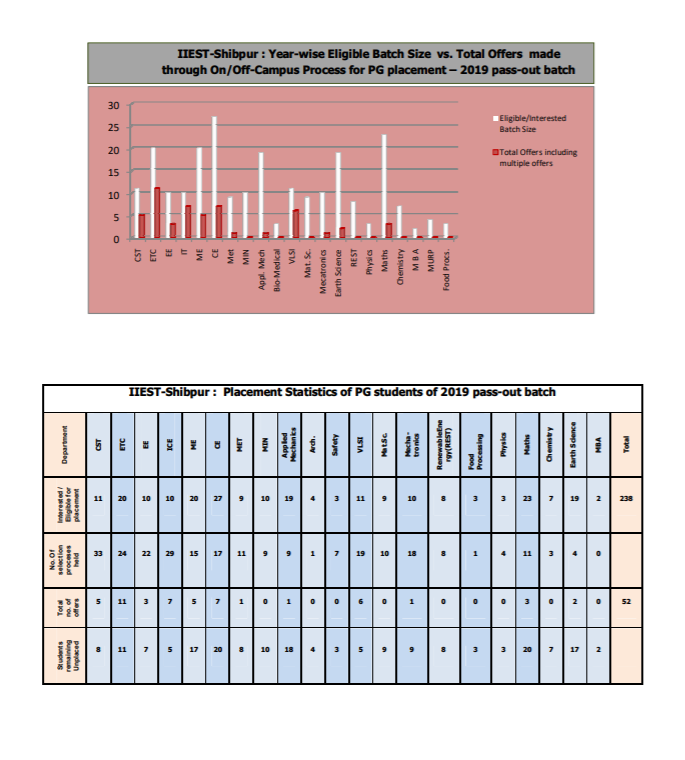 IIEST-Shibpur : Year-wise Eligible Batch Size vs. Total Offers made
through On/Off-Campus Process for PG placement – 2019 pass-out batch
30
25
20
15
10
5
0
CST
ETC
EE
IT
ME
CE
Met
MIN
Appl. Mech
Bio-Medical
VLSI
Mat. Sc.
Mecatronics
Earth Science
REST
Physics
Maths
Chemistry
M B A
MURP
Food Procs.
Eligible/Interested
Batch Size
Total Offers including
multiple offers
IIEST-Shibpur : Placement Statistics of PG students of 2019 pass-out batch
Department
CST
ETC
EE
ICE
ME
CE
MET
MIN
Applied
Mechanics
Arch.
Safety
VLSI
Mat.Sc.
Mecha-
tronics
RenewableEne
rgy(REST)
Food
Processing
Physics
Maths
Chemistry
Earth Science
MBA
Total
Interested /
Eligible for
placement
11 20 10 10 20 27 9 10 19 4 3 11 9 10 8 3 3 23 7 19 2 238
No. Of
selection
proceses
held
33 24 22 29 15 17 11 9 9 1 7 19 10 18 8 1 4 11 3 4 0
Total
no. of
offers
5 11 3 7 5 7 1 0 1 0 0 6 0 1 0 0 0 3 0 2 0 52
Students
remaining
Unplaced
8 11 7 5 17 20 8 10 18 4 3 5 9 9 8 3 3 20 7 17 2